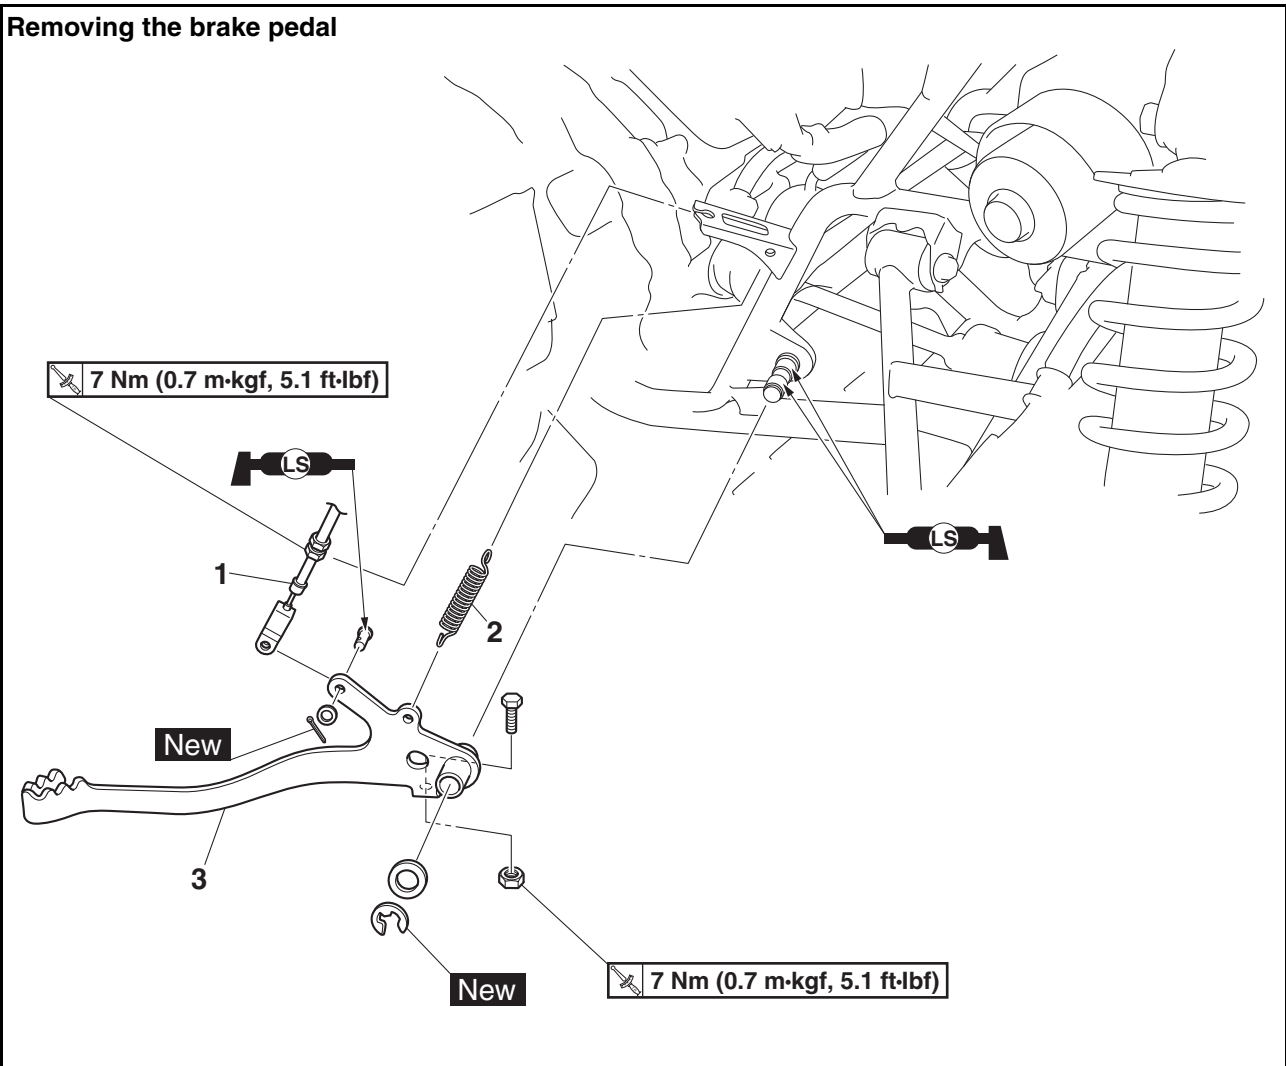 Removing the brake pedal
7 Nm (0.7 m•kgf, 5.1 ft•lbf)
LS
1
2
LS
New
3
New
7 Nm (0.7 m•kgf, 5.1 ft•lbf)